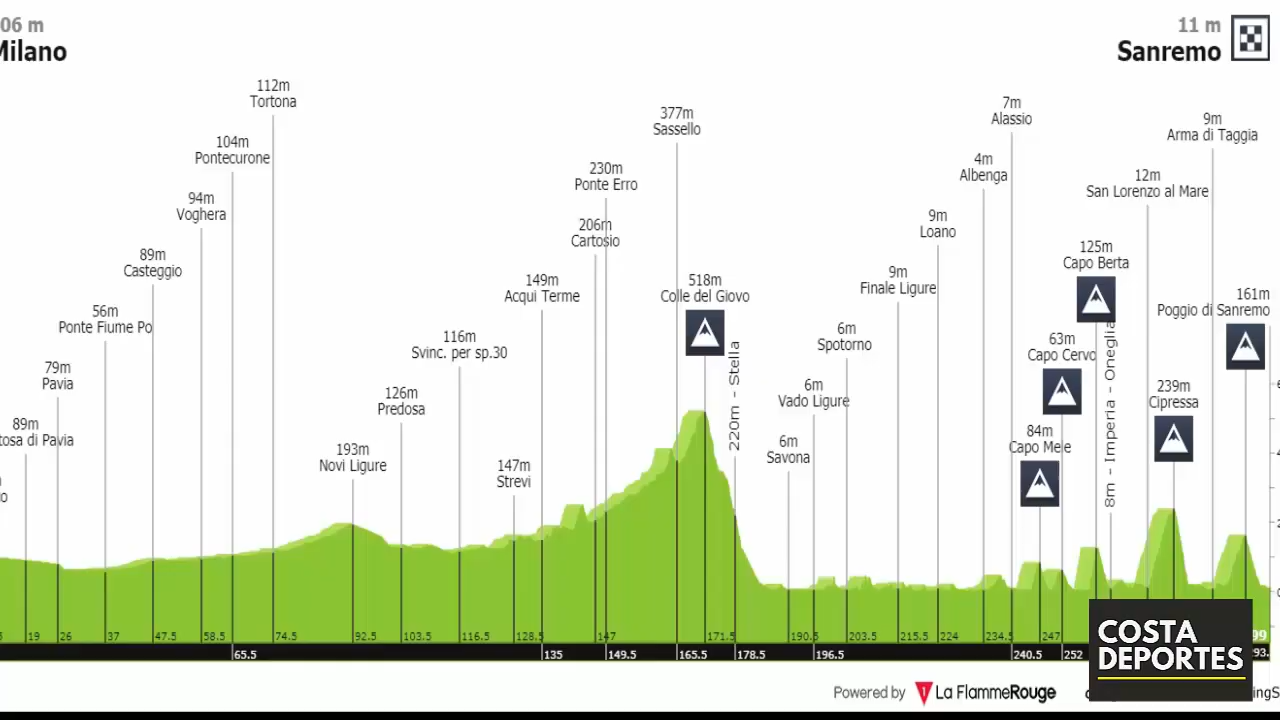 06 m
Milano
11 m
Sanremo
112m
Tortona
104m
Pontecurone
94m
Voghera
89m
Casteggio
56m
Ponte Fiume Po
79m
Pavia
89m
tosa di Pavia
193m
Novi Ligure
126m
Predosa
116m
Svinc. per sp.30
147m
Strevi
149m
Acqui Terme
206m
Cartosio
230m
Ponte Erro
377m
Sassello
518m
Colle del Giovo
220m - Stella
6m
Savona
6m
Vado Ligure
6m
Spotorno
9m
Finale Ligure
9m
Loano
4m
Albenga
7m
Alassio
84m
Capo Mele
63m
Capo Cervo
125m
Capo Berta
8m - Imperia - Oneglia
12m
San Lorenzo al Mare
239m
Cipressa
9m
Arma di Taggia
161m
Poggio di Sanremo
19 26 37 47.5 58.5 74.5 92.5 103.5 116.5 128.5 147 171.5 190.5 203.5 215.5 224 234.5 247
65.5 135 149.5 165.5 178.5 196.5 240.5 252 293.
COSTA
DEPORTES
Powered by La FlammeRouge